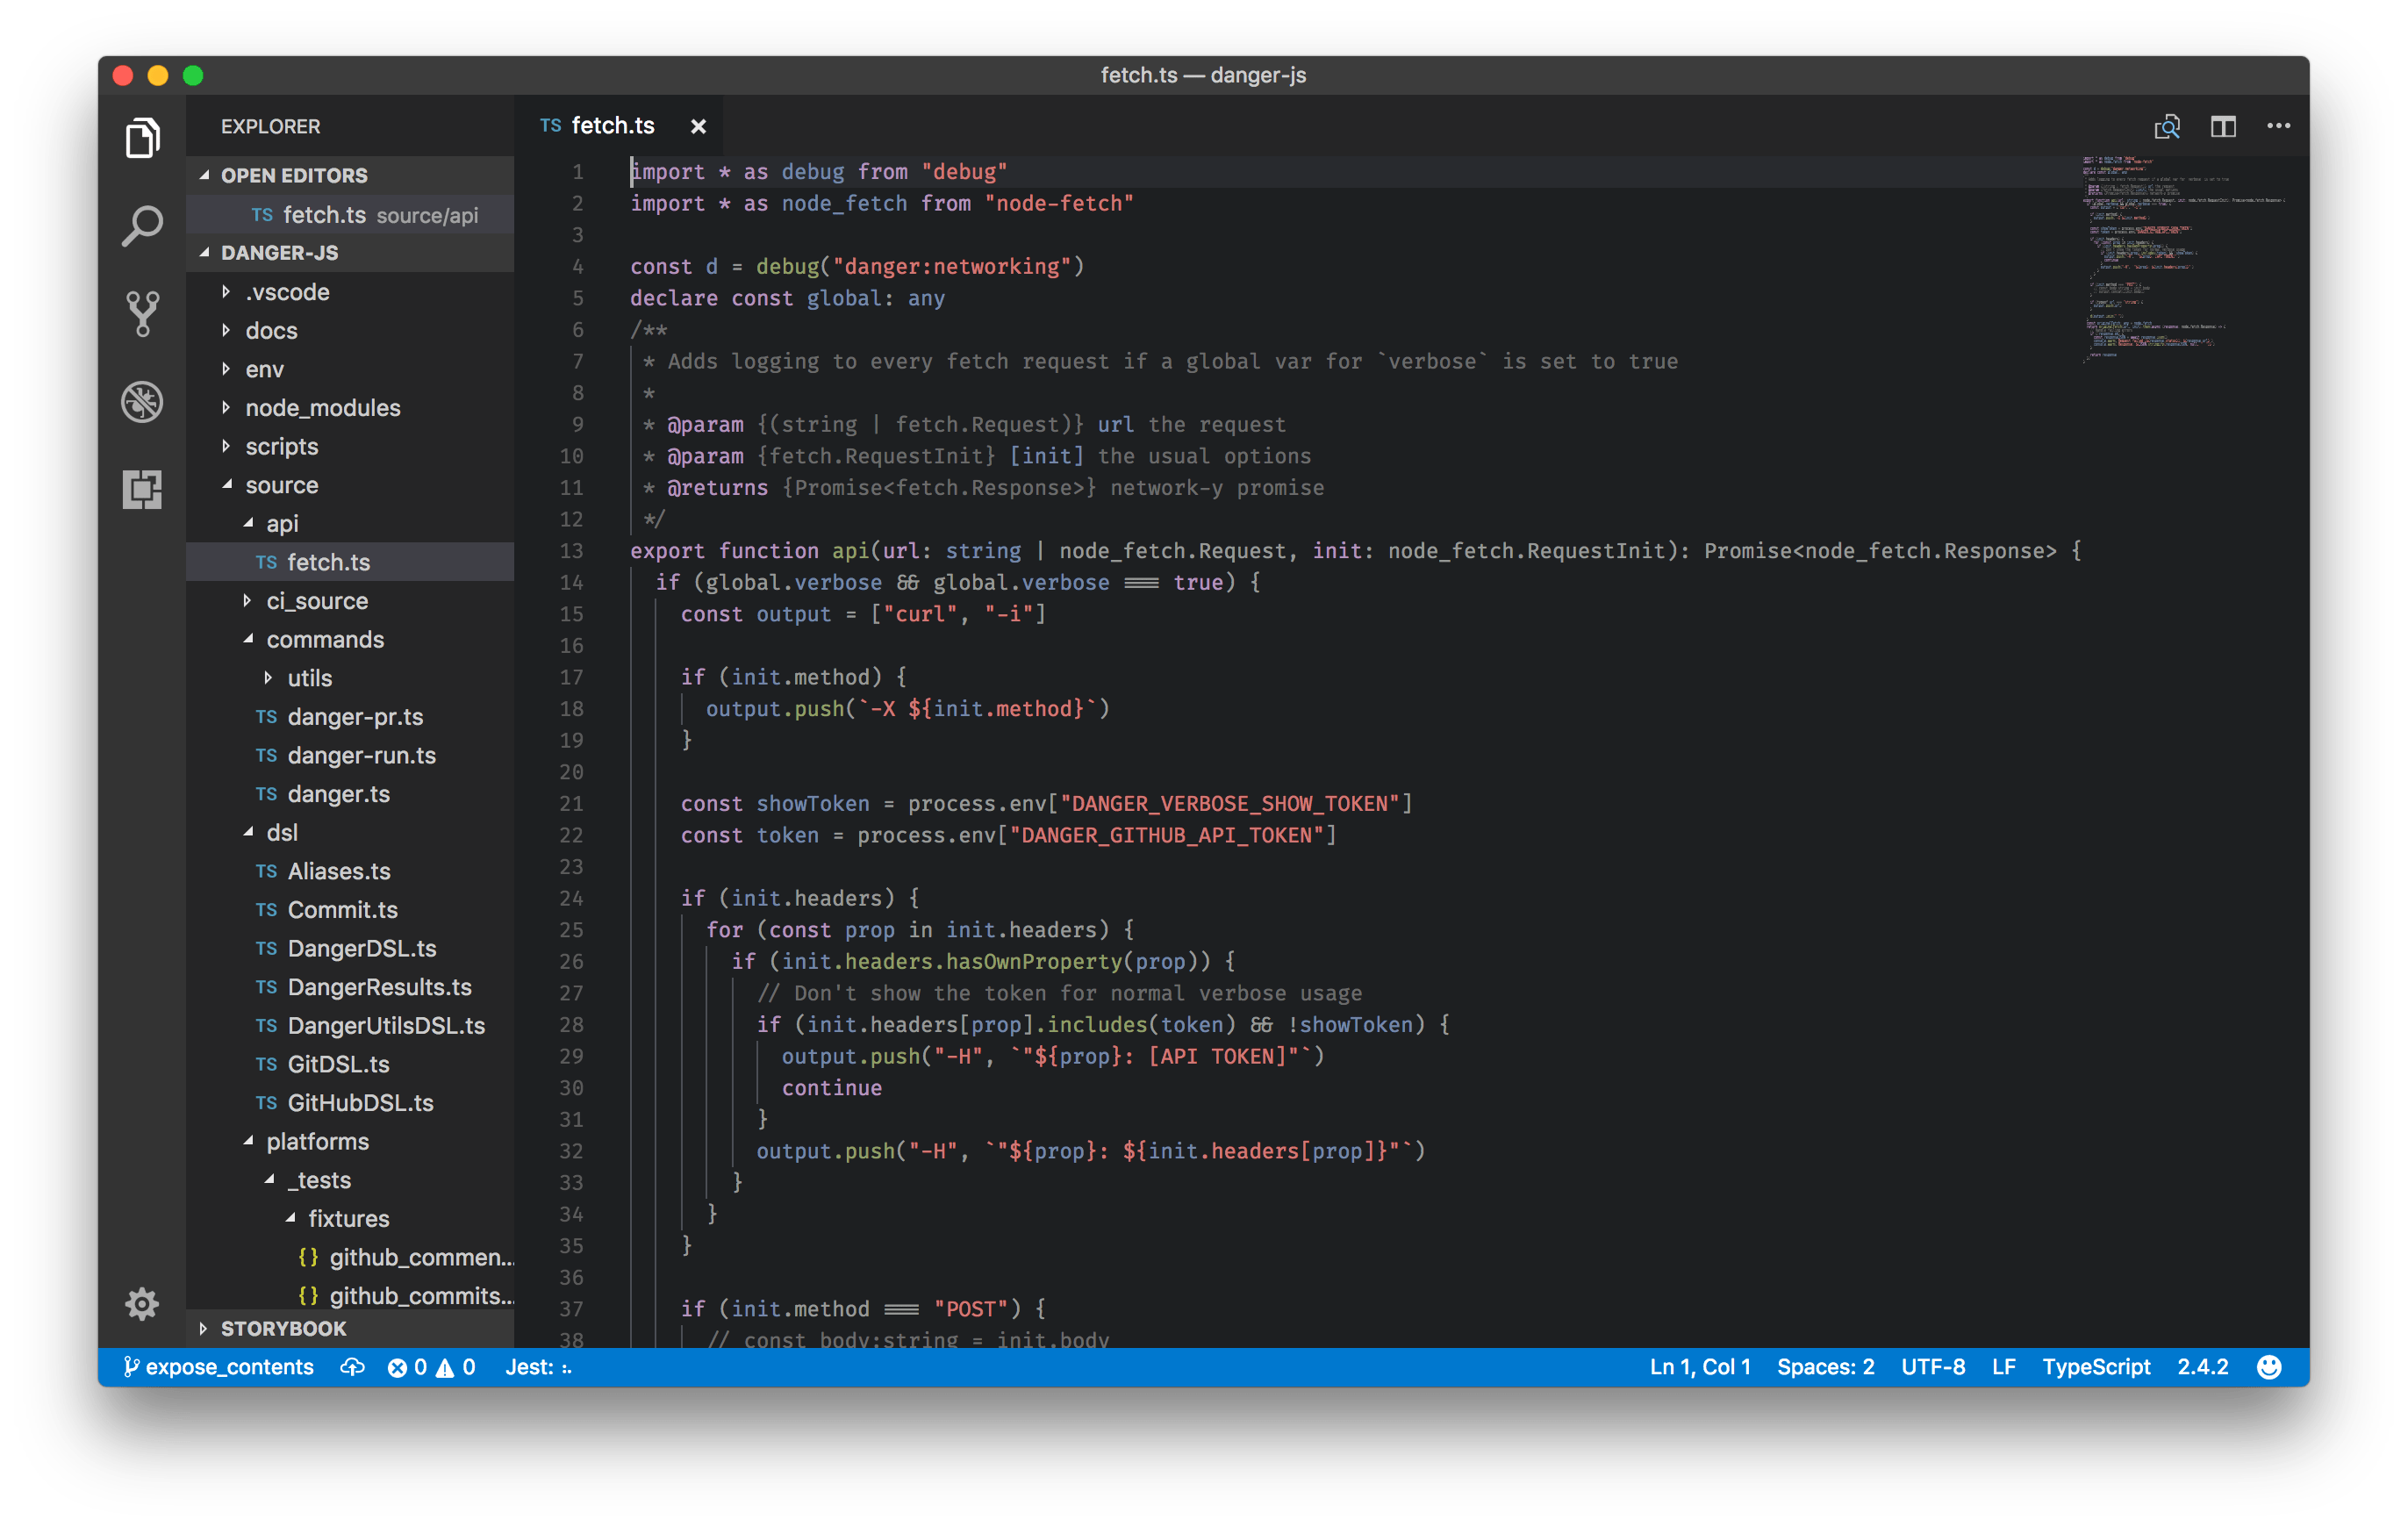 fetch.ts — danger-js
EXPLORER
OPEN EDITORS
TS fetch.ts source/api
DANGER-JS
.vscode
docs
env
node_modules
scripts
source
api
TS fetch.ts
ci_source
commands
utils
TS danger-pr.ts
TS danger-run.ts
TS danger.ts
dsl
TS Aliases.ts
TS Commit.ts
TS DangerDSL.ts
TS DangerResults.ts
TS DangerUtilsDSL.ts
TS GitDSL.ts
TS GitHubDSL.ts
platforms
_tests
fixtures
{} github_commen...
{} github_commits...
STORYBOOK
TS fetch.ts ×
1 import * as debug from "debug"
2 import * as node_fetch from "node-fetch"
3
4 const d = debug("danger:networking")
5 declare const global: any
6 /**
7 * Adds logging to every fetch request if a global var for `verbose` is set to true
8 *
9 * @param {(string | fetch.Request)} url the request
10 * @param {fetch.RequestInit} [init] the usual options
11 * @returns {Promise<fetch.Response>} network-y promise
12 */
13 export function api(url: string | node_fetch.Request, init: node_fetch.RequestInit): Promise<node_fetch.Response> {
14 if (global.verbose && global.verbose === true) {
15 const output = ["curl", "-i"]
16
17 if (init.method) {
18 output.push(`-X ${init.method}`)
19 }
20
21 const showToken = process.env["DANGER_VERBOSE_SHOW_TOKEN"]
22 const token = process.env["DANGER_GITHUB_API_TOKEN"]
23
24 if (init.headers) {
25 for (const prop in init.headers) {
26 if (init.headers.hasOwnProperty(prop)) {
27 // Don't show the token for normal verbose usage
28 if (init.headers[prop].includes(token) && !showToken) {
29 output.push("-H", `"${prop}: [API TOKEN]"`)
30 continue
31 }
32 output.push("-H", `"${prop}: ${init.headers[prop]}"`)
33 }
34 }
35 }
36
37 if (init.method === "POST") {
38 // const body:string = init.body
expose_contents 0 0 Jest: :.
Ln 1, Col 1 Spaces: 2 UTF-8 LF TypeScript 2.4.2